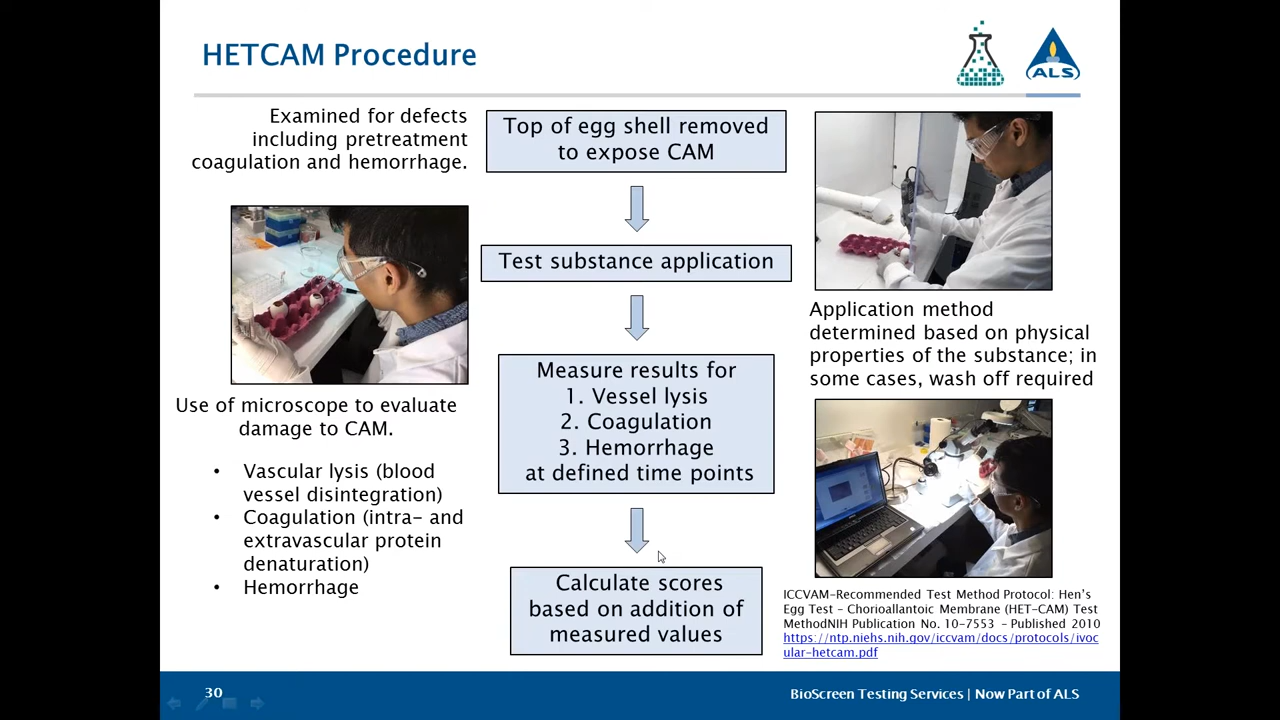 HETCAM Procedure
ALS
Examined for defects
including pretreatment
coagulation and hemorrhage.
Top of egg shell removed
to expose CAM
Test substance application
Application method
determined based on physical
properties of the substance; in
some cases, wash off required
Measure results for
1. Vessel lysis
2. Coagulation
3. Hemorrhage
at defined time points
Use of microscope to evaluate
damage to CAM.
• Vascular lysis (blood
vessel disintegration)
• Coagulation (intra- and
extravascular protein
denaturation)
• Hemorrhage
Calculate scores
based on addition of
measured values
ICCVAM-Recommended Test Method Protocol: Hen's
Egg Test – Chorioallantoic Membrane (HET-CAM) Test
MethodNIH Publication No. 10-7553 – Published 2010
https://ntp.niehs.nih.gov/iccvam/docs/protocols/ivoc
ular-hetcam.pdf
30
BioScreen Testing Services | Now Part of ALS